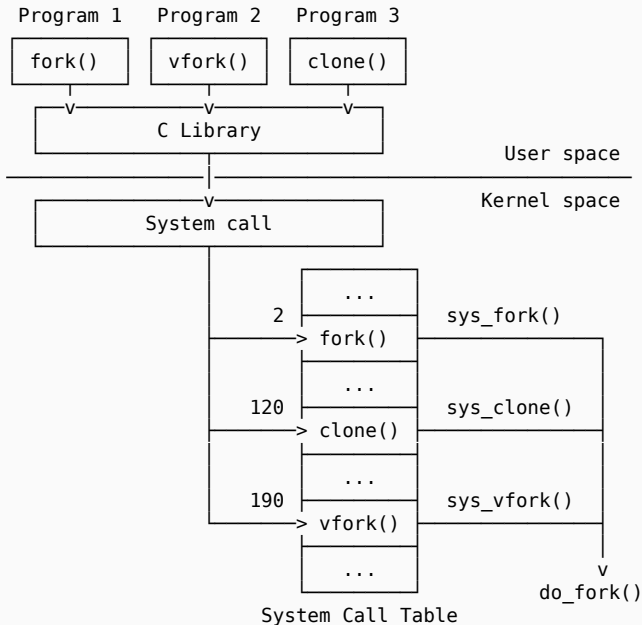 Program 1 Program 2 Program 3
fork() vfork() clone()
C Library
User space
Kernel space
System call
...
2 sys_fork()
fork()
...
120 sys_clone()
clone()
...
190 sys_vfork()
vfork()
...
do_fork()
System Call Table